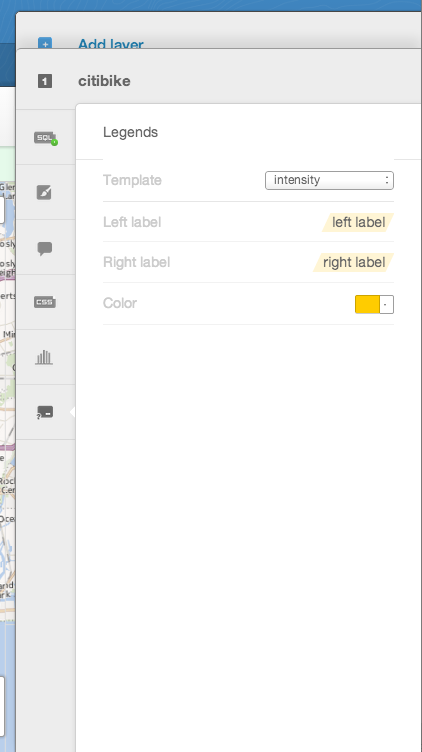 Add layer
1
citibike
SQL
Legends
Template
intensity
Left label
left label
Right label
right label
CSS
Color